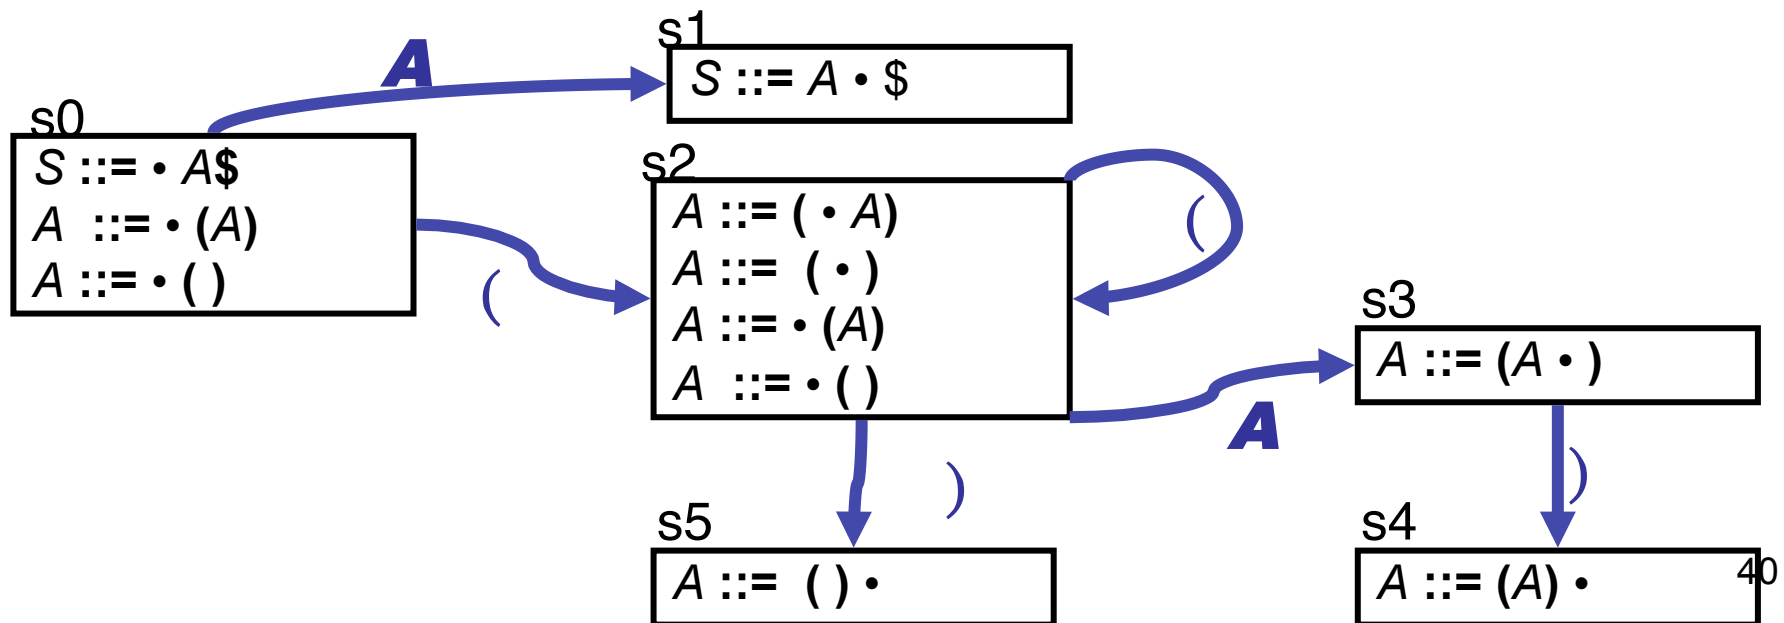 s1
A
S ::= A • $
s0
S ::= • A$
A ::= • (A)
A ::= • ( )
(
s2
A ::= ( • A)
A ::= ( • )
A ::= • (A)
A ::= • ( )
(
A
s3
A ::= (A • )
)
)
s5
A ::= ( ) •
s4
A ::= (A) •
40